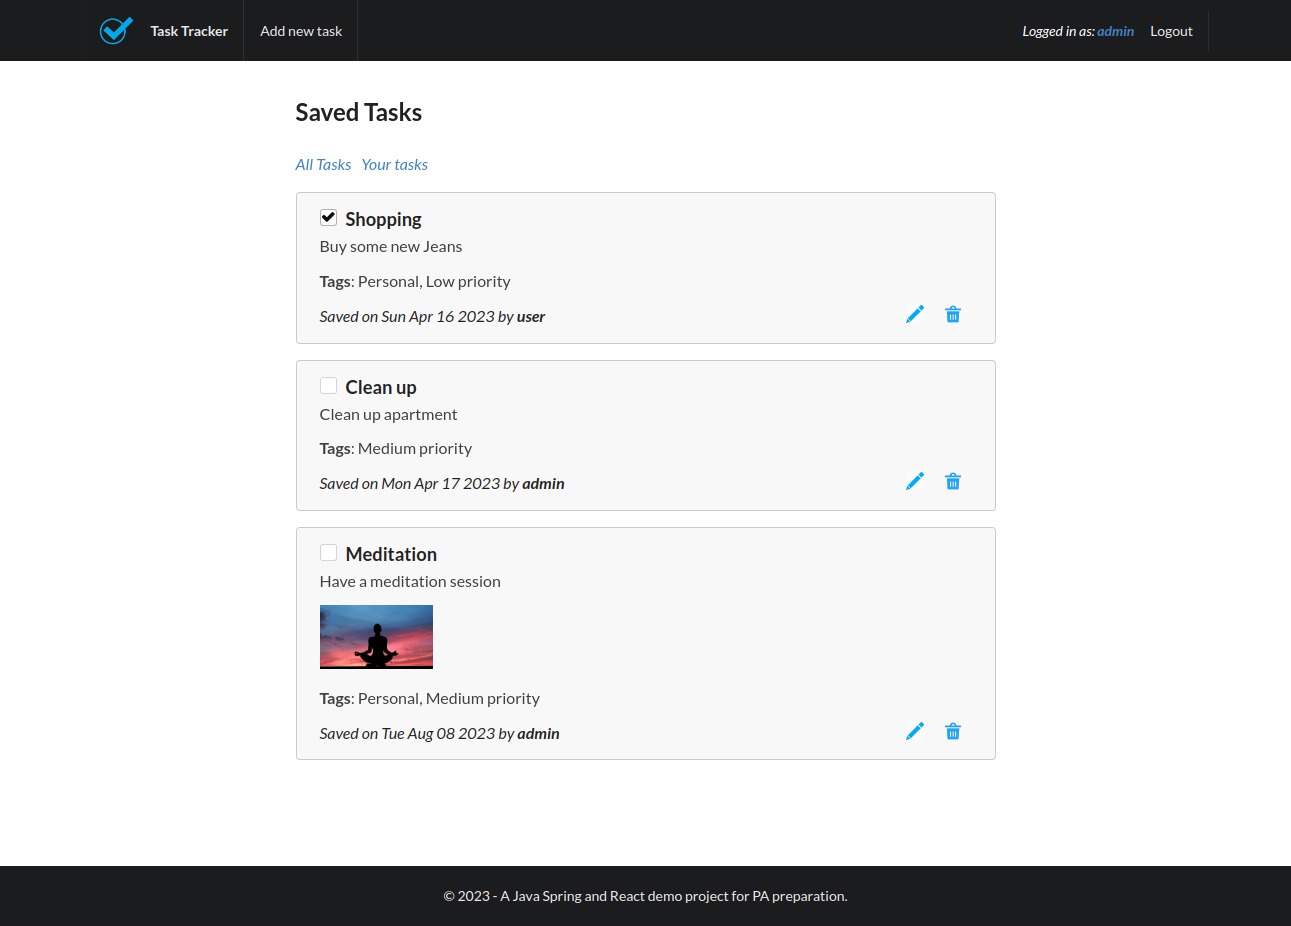 Task Tracker Add new task Logged in as: admin Logout
Saved Tasks
All Tasks Your tasks
Shopping
Buy some new Jeans
Tags: Personal, Low priority
Saved on Sun Apr 16 2023 by user
Clean up
Clean up apartment
Tags: Medium priority
Saved on Mon Apr 17 2023 by admin
Meditation
Have a meditation session
Tags: Personal, Medium priority
Saved on Tue Aug 08 2023 by admin
© 2023 - A Java Spring and React demo project for PA preparation.